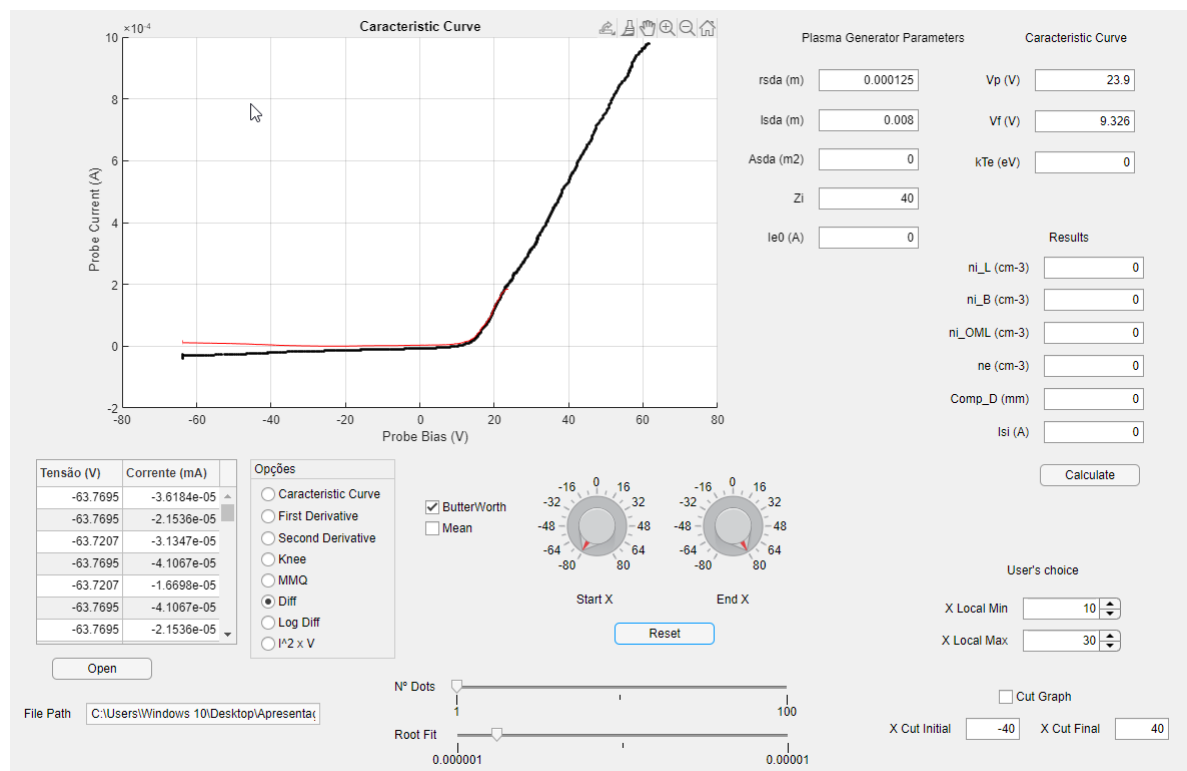 Caracteristic Curve
×10⁻⁴
10
8
6
4
2
0
-2
-80 -60 -40 -20 0 20 40 60 80
Probe Current (A)
Probe Bias (V)
Plasma Generator Parameters
rsda (m) 0.000125
lsda (m) 0.008
Asda (m2) 0
Zi 40
Ie0 (A) 0
Caracteristic Curve
Vp (V) 23.9
Vf (V) 9.326
kTe (eV) 0
Results
ni_L (cm-3) 0
ni_B (cm-3) 0
ni_OML (cm-3) 0
ne (cm-3) 0
Comp_D (mm) 0
Isi (A) 0
Calculate
Tensão (V) Corrente (mA)
-63.7695 -3.6184e-05
-63.7695 -2.1536e-05
-63.7207 -3.1347e-05
-63.7695 -4.1067e-05
-63.7207 -1.6698e-05
-63.7695 -4.1067e-05
-63.7695 -2.1536e-05
Open
File Path C:\Users\Windows 10\Desktop\Apresentaç
Opções
Caracteristic Curve
First Derivative
Second Derivative
Knee
MMQ
Diff
Log Diff
I^2 x V
ButterWorth
Mean
-80 -64 -48 -32 -16 0 16 32 48 64 80
Start X
-80 -64 -48 -32 -16 0 16 32 48 64 80
End X
Reset
Nº Dots
1 100
Root Fit
0.000001 0.00001
User's choice
X Local Min 10
X Local Max 30
Cut Graph
X Cut Initial -40 X Cut Final 40